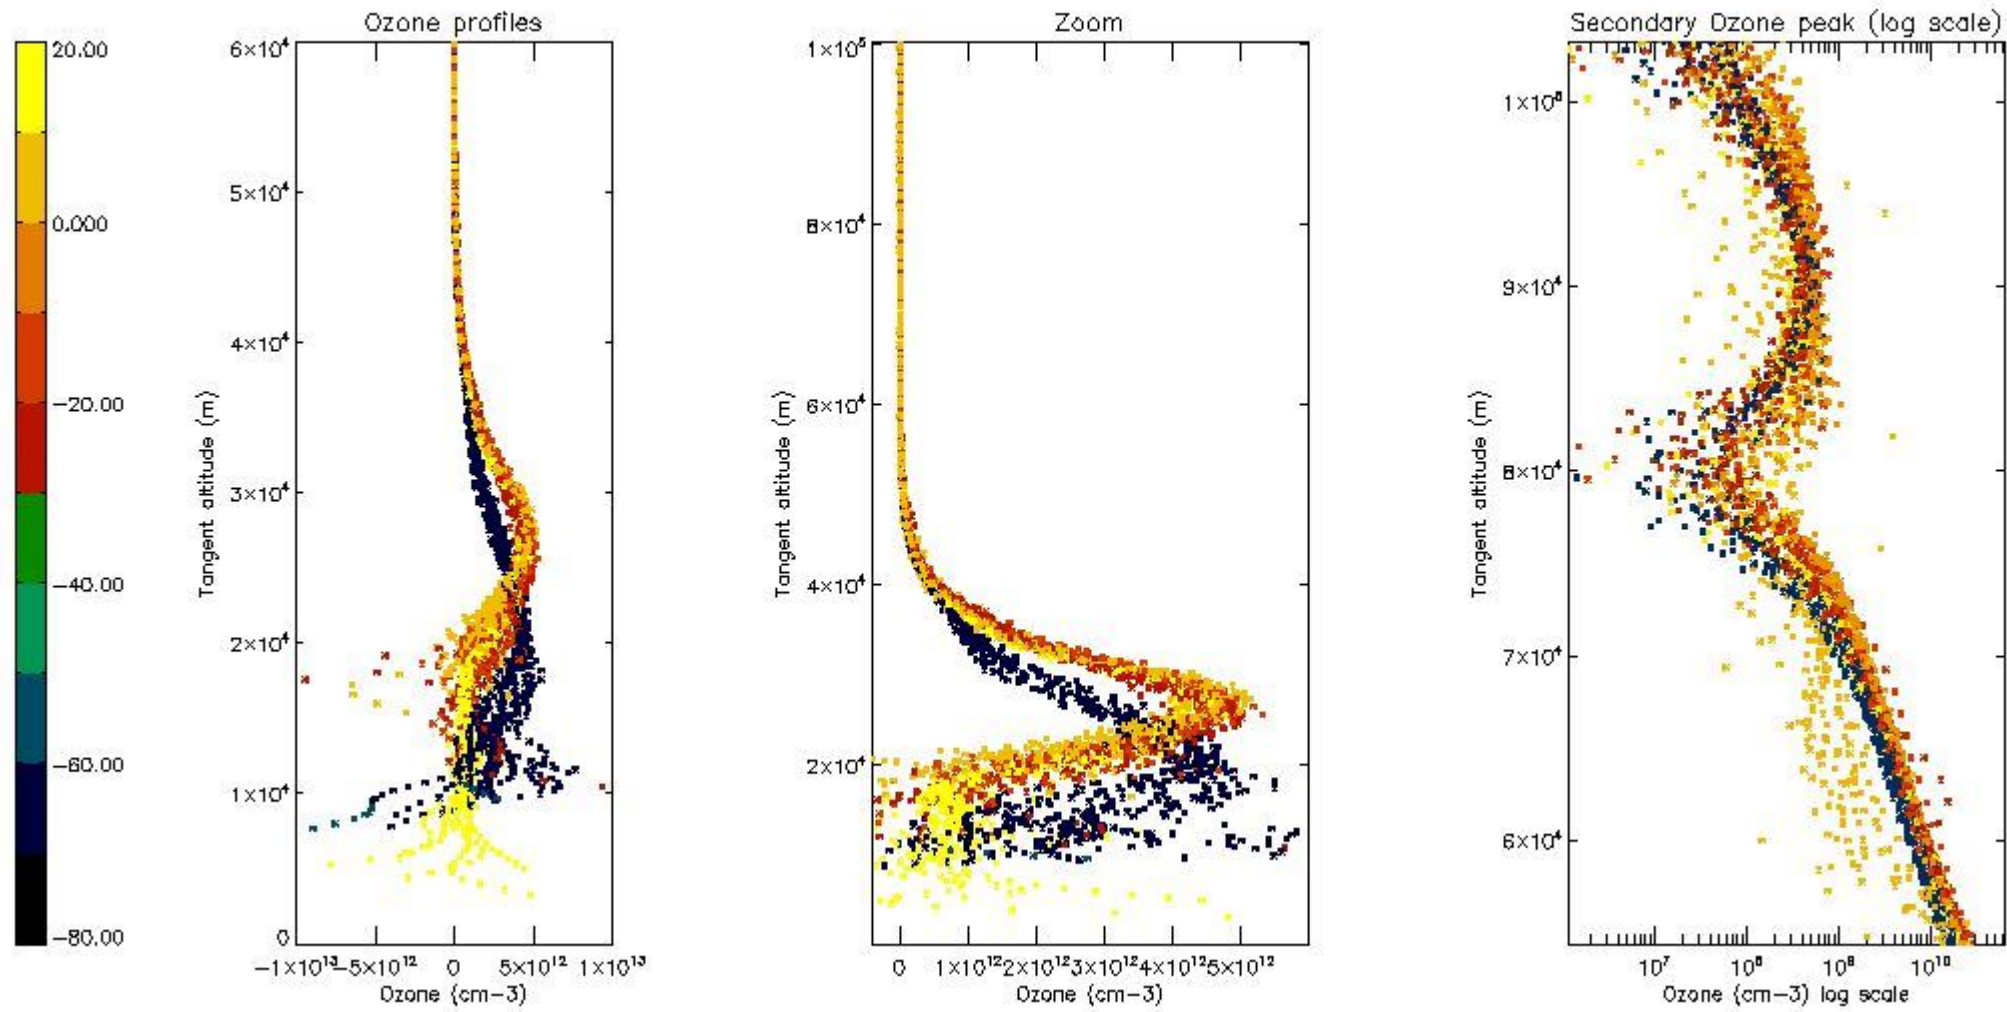 Ozone profiles
Zoom
Secondary Ozone peak (log scale)
20.00
0.000
−20.00
−40.00
−60.00
−80.00
6×10⁴
5×10⁴
4×10⁴
3×10⁴
2×10⁴
1×10⁴
0
Tangent altitude (m)
−1×10¹³ −5×10¹² 0 5×10¹² 1×10¹³
Ozone (cm−3)
1×10⁵
8×10⁴
6×10⁴
4×10⁴
2×10⁴
Tangent altitude (m)
0 1×10¹² 2×10¹² 3×10¹² 4×10¹² 5×10¹²
Ozone (cm−3)
1×10⁵
9×10⁴
8×10⁴
7×10⁴
6×10⁴
Tangent altitude (m)
10⁷ 10⁸ 10⁹ 10¹⁰
Ozone (cm−3) log scale